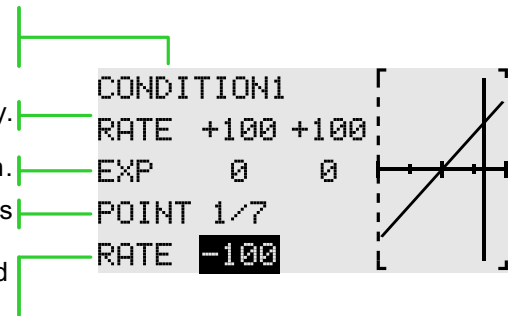 CONDITION1
y.
RATE +100 +100
n.
EXP 0 0
s
POINT 1/7
d
RATE -100